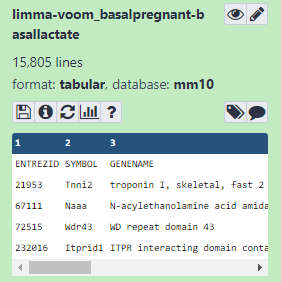 limma-voom_basalpregnant-b
asallactate
15,805 lines
format: tabular, database: mm10
1 2 3
ENTREZID SYMBOL GENENAME
21953 Tnni2 troponin I, skeletal, fast 2
67111 Naaa N-acylethanolamine acid amida
72515 Wdr43 WD repeat domain 43
232016 Itprid1 ITPR interacting domain conta